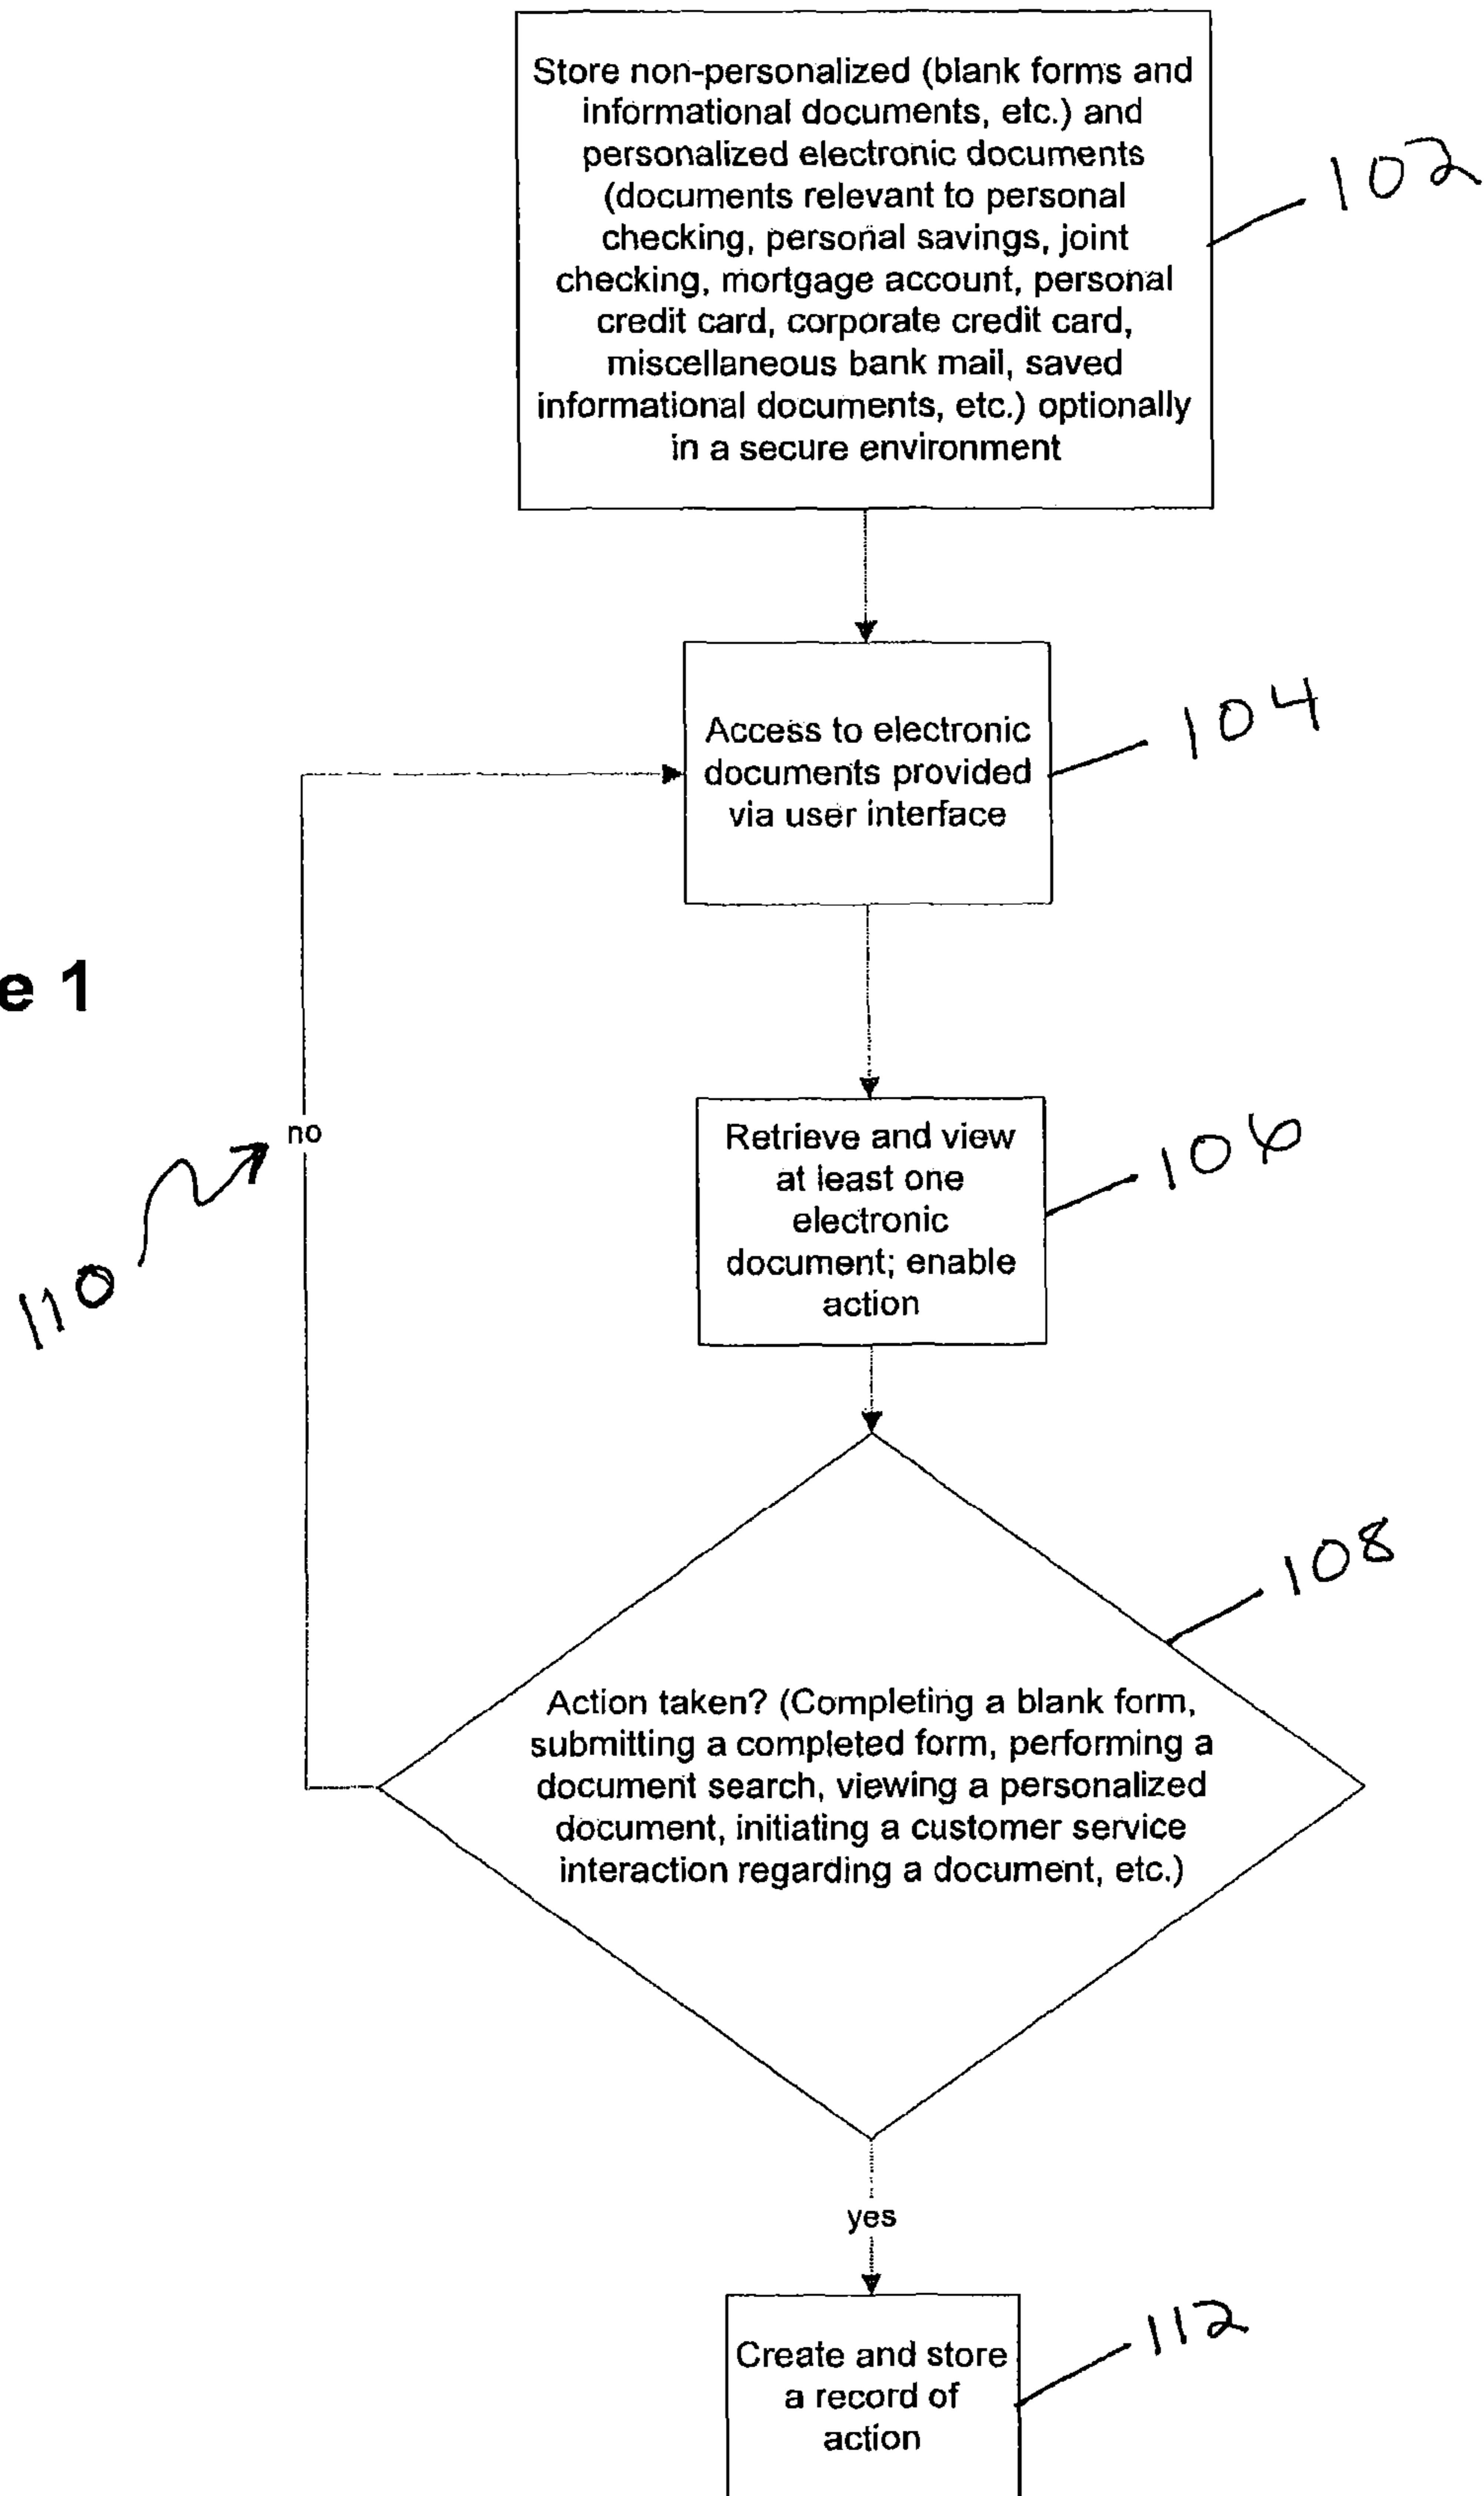 Store non-personalized (blank forms and
informational documents, etc.) and
personalized electronic documents
(documents relevant to personal
checking, personal savings, joint
checking, mortgage account, personal
credit card, corporate credit card,
miscellaneous bank mail, saved
informational documents, etc.) optionally
in a secure environment
102
Access to electronic
documents provided
via user interface
104
e 1
no
110
Retrieve and view
at least one
electronic
document; enable
action
106
Action taken? (Completing a blank form,
submitting a completed form, performing a
document search, viewing a personalized
document, initiating a customer service
interaction regarding a document, etc.)
108
yes
Create and store
a record of
action
112